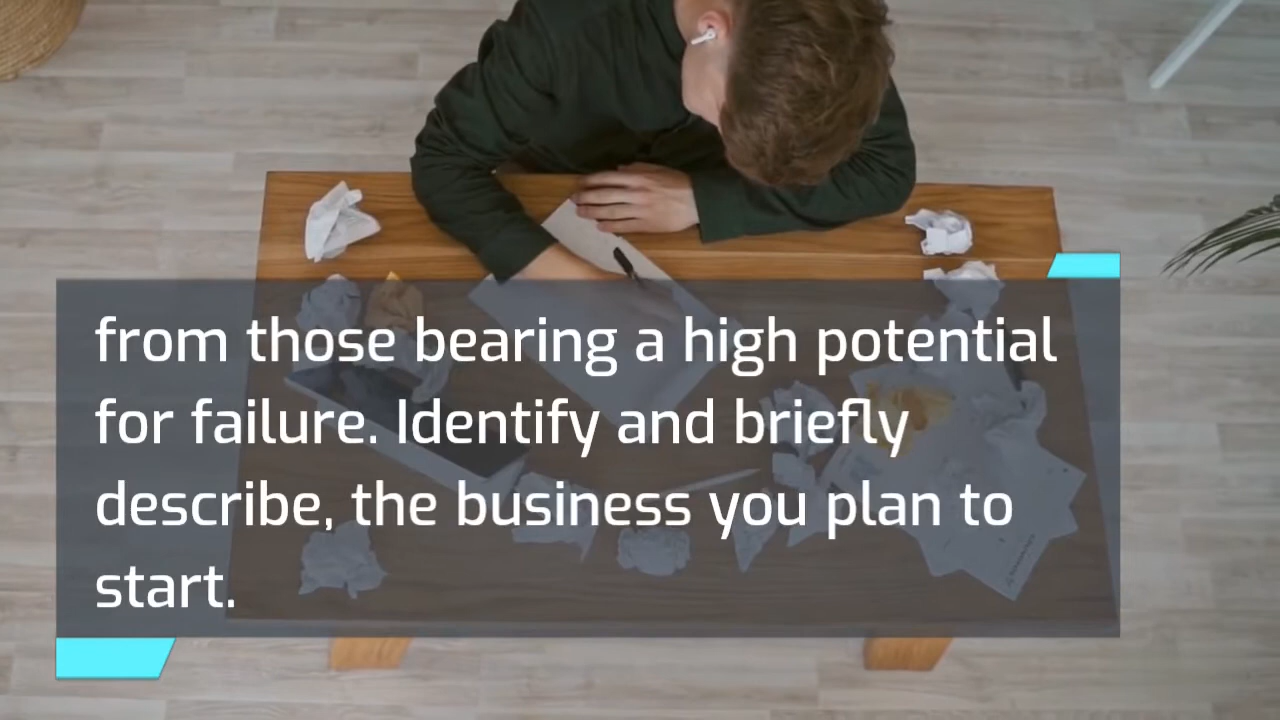 from those bearing a high potential
for failure. Identify and briefly
describe, the business you plan to
start.